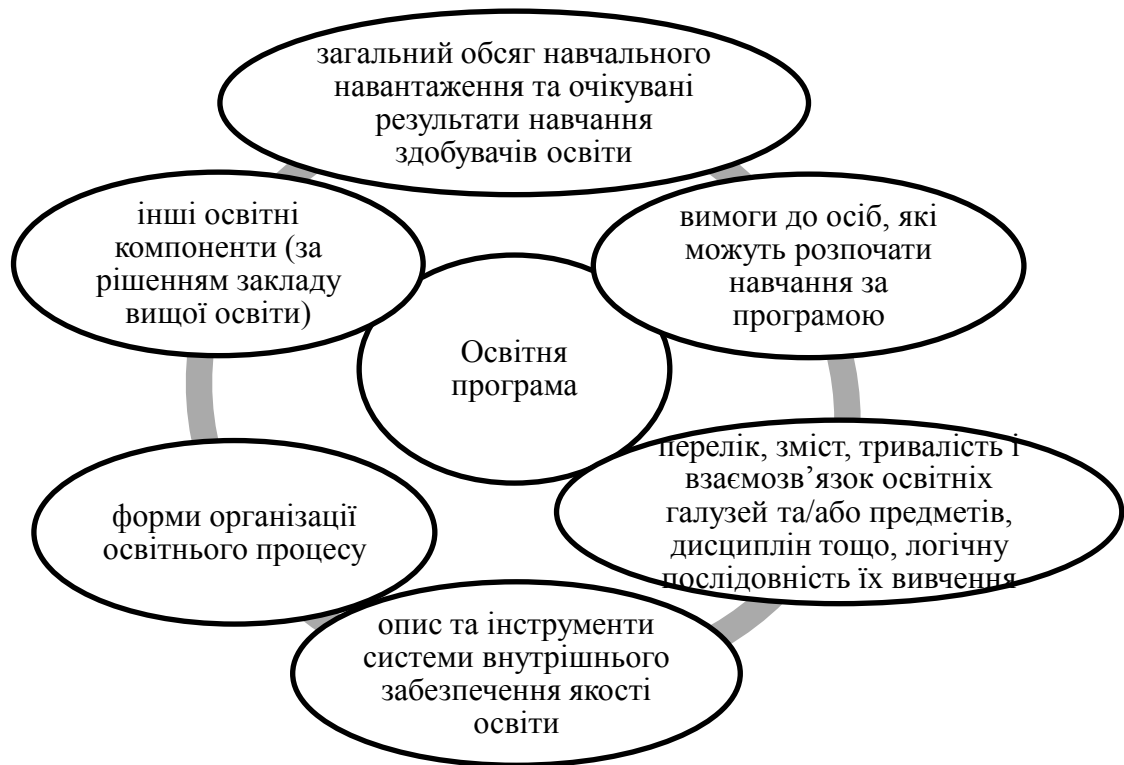 загальний обсяг навчального
навантаження та очікувані
результати навчання
здобувачів освіти
інші освітні
компоненти (за
рішенням закладу
вищої освіти)
вимоги до осіб, які
можуть розпочати
навчання за
програмою
Освітня
програма
перелік, зміст, тривалість і
взаємозв’язок освітніх
галузей та/або предметів,
дисциплін тощо, логічну
послідовність їх вивчення
форми організації
освітнього процесу
опис та інструменти
системи внутрішнього
забезпечення якості
освіти